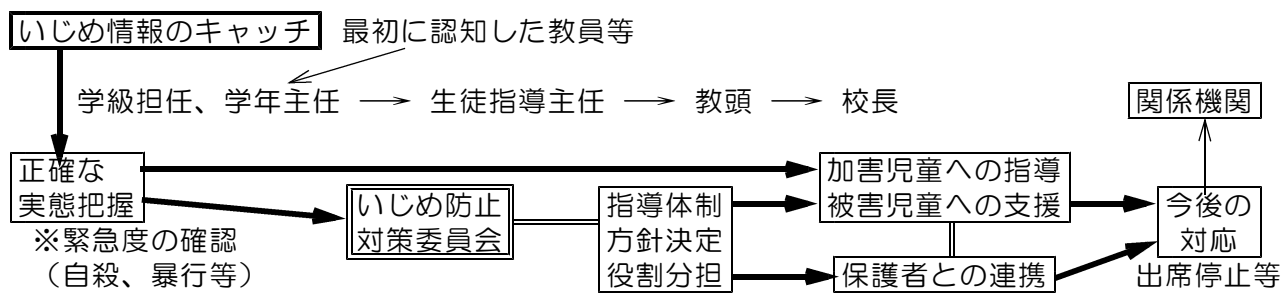 いじめ情報のキャッチ 最初に認知した教員等
学級担任、学年主任 → 生徒指導主任 → 教頭 → 校長
関係機関
正確な
実態把握
※緊急度の確認
（自殺、暴行等）
いじめ防止
対策委員会
指導体制
方針決定
役割分担
加害児童への指導
被害児童への支援
保護者との連携
今後の
対応
出席停止等